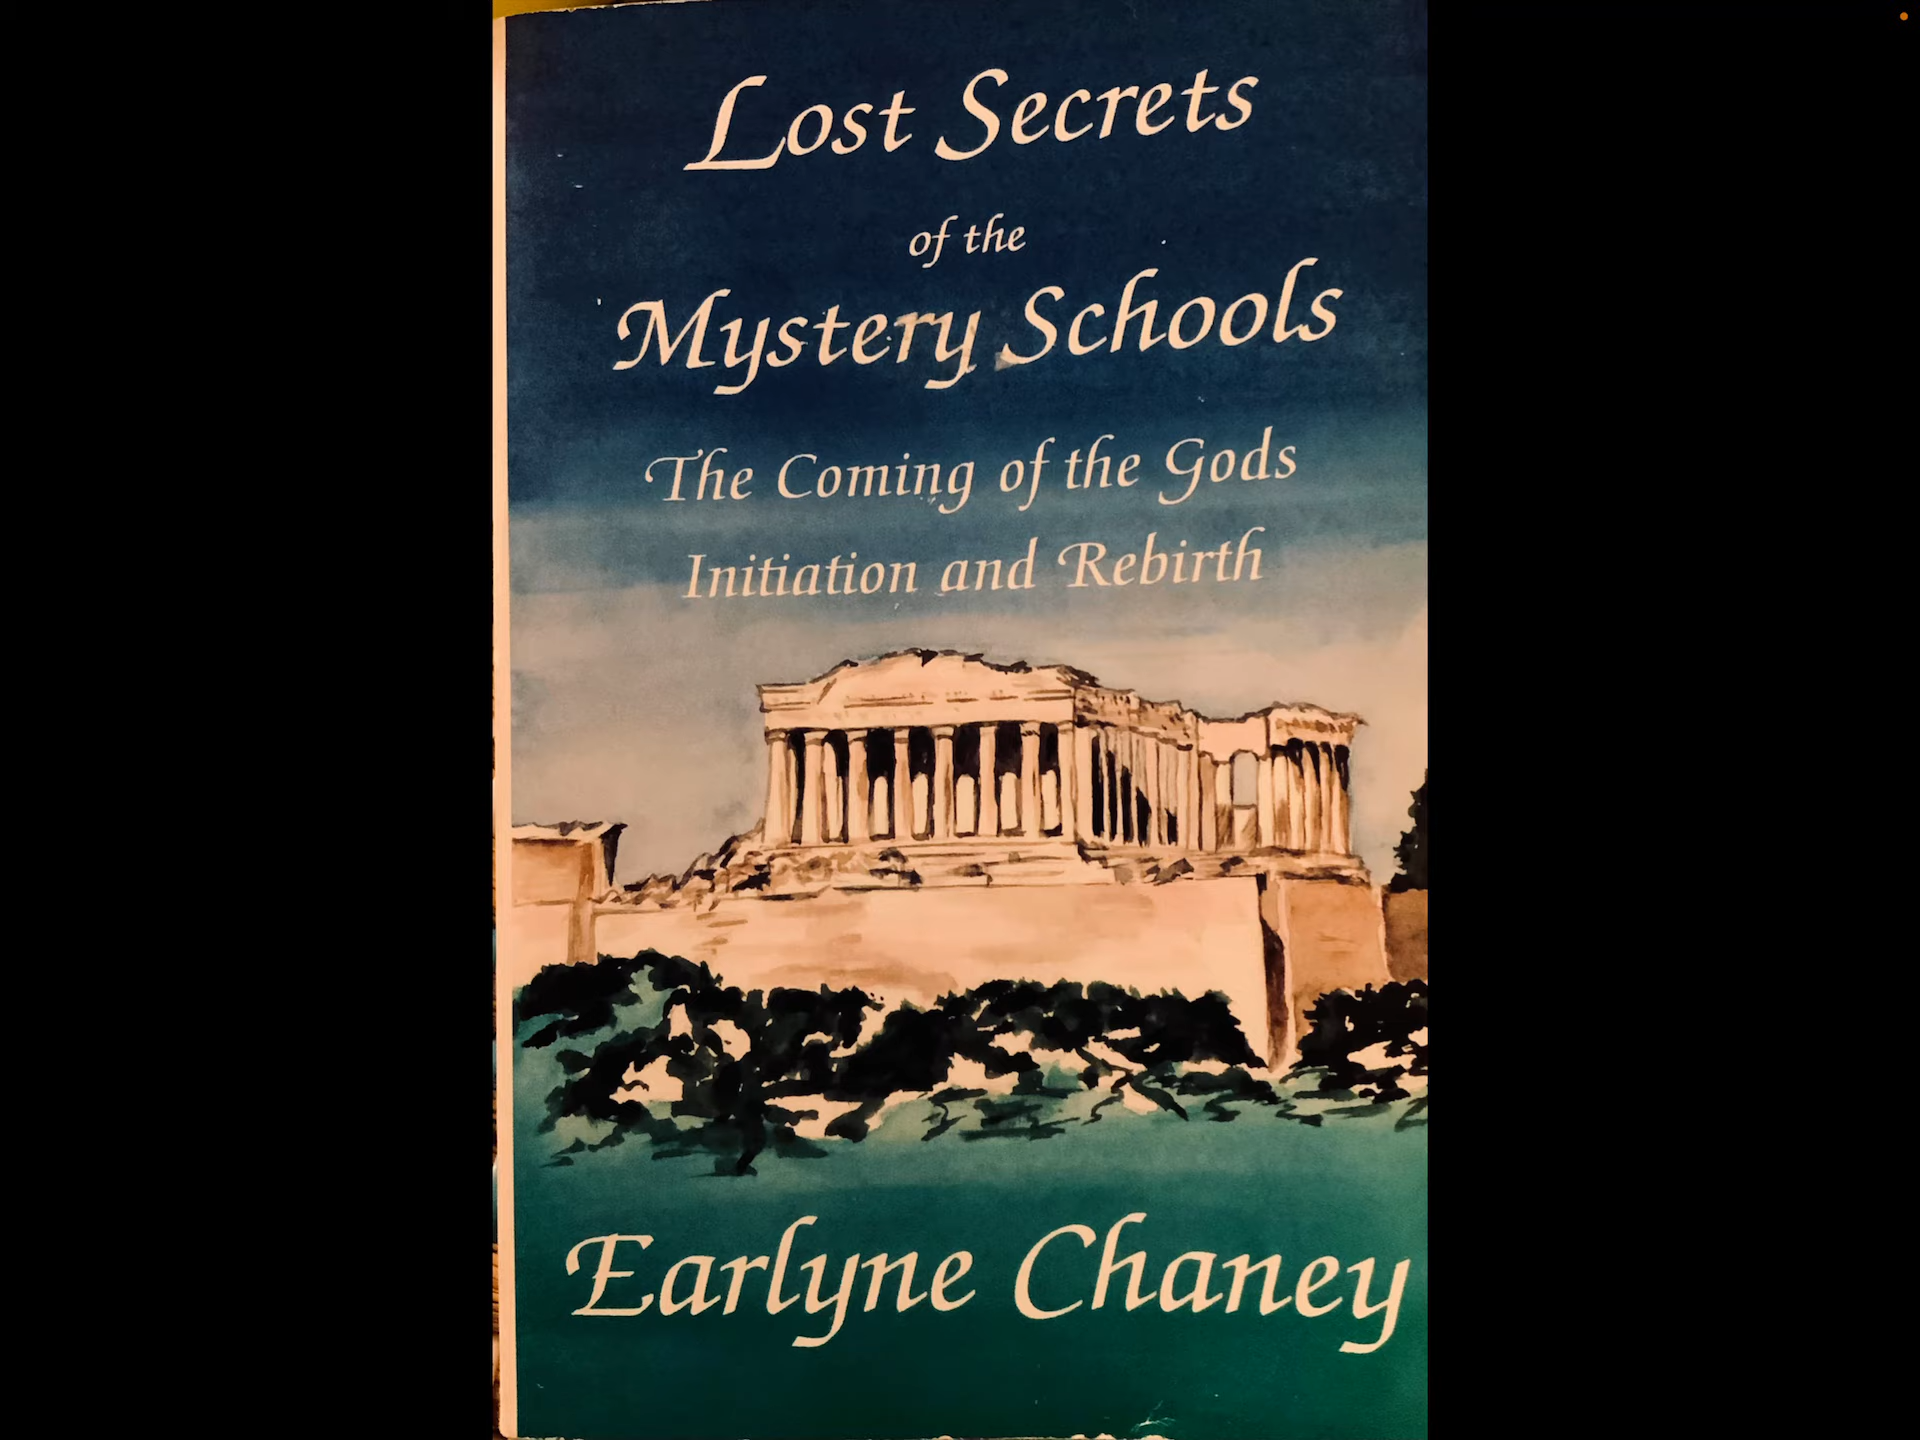 Lost Secrets
of the
Mystery Schools
The Coming of the Gods
Initiation and Rebirth
Earlyne Chaney